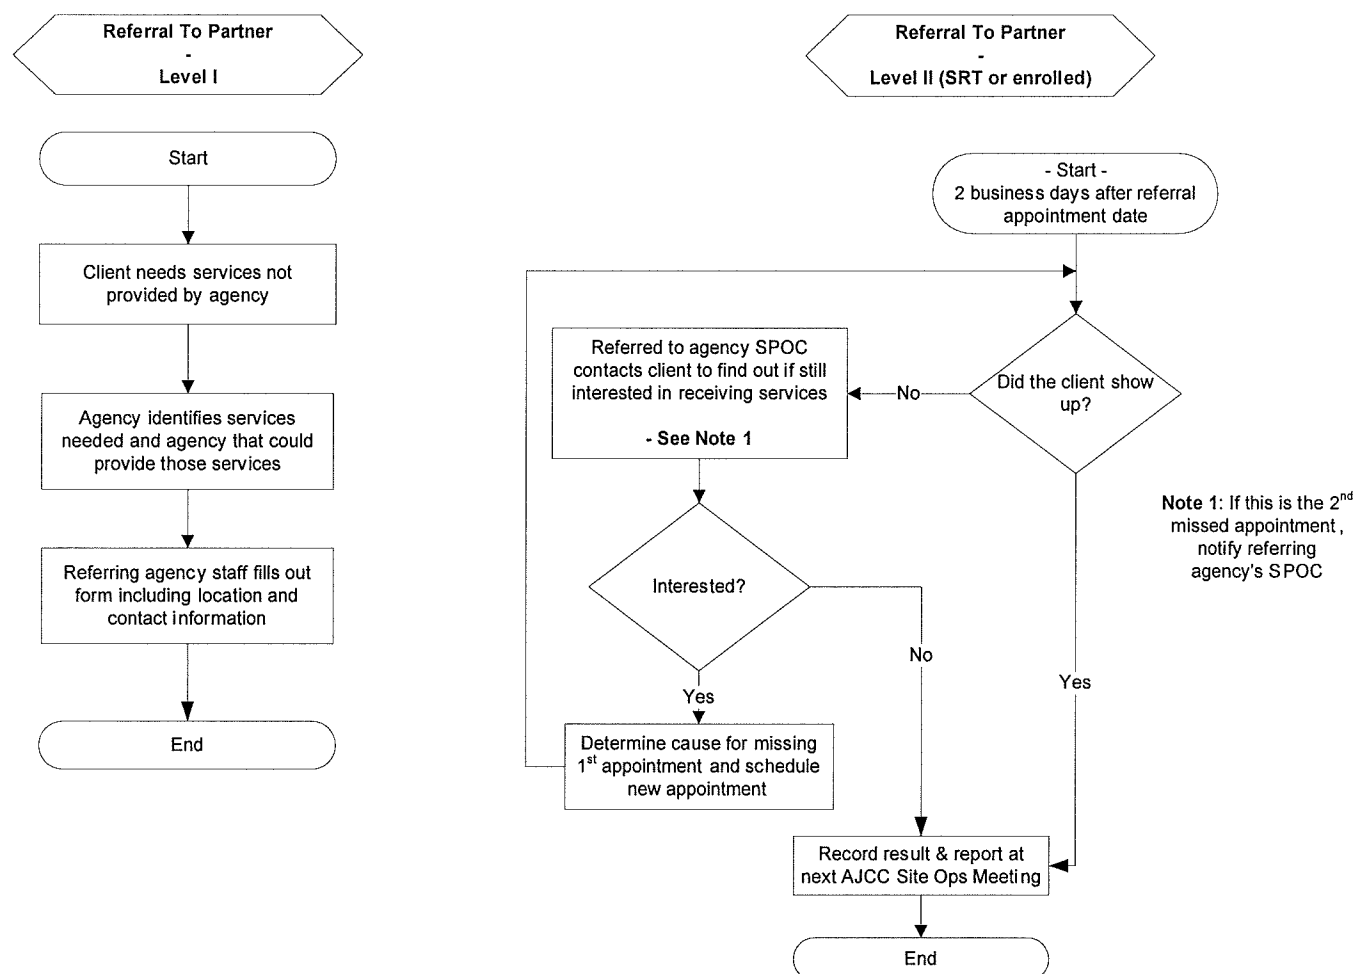 Referral To Partner
-
Level I
Start
Client needs services not
provided by agency
Agency identifies services
needed and agency that could
provide those services
Referring agency staff fills out
form including location and
contact information
End
Referral To Partner
-
Level II (SRT or enrolled)
- Start -
2 business days after referral
appointment date
Did the client show
up?
No
Yes
Referred to agency SPOC
contacts client to find out if still
interested in receiving services
- See Note 1
Interested?
No
Yes
Determine cause for missing
1st appointment and schedule
new appointment
Note 1: If this is the 2nd
missed appointment,
notify referring
agency's SPOC
Record result & report at
next AJCC Site Ops Meeting
End